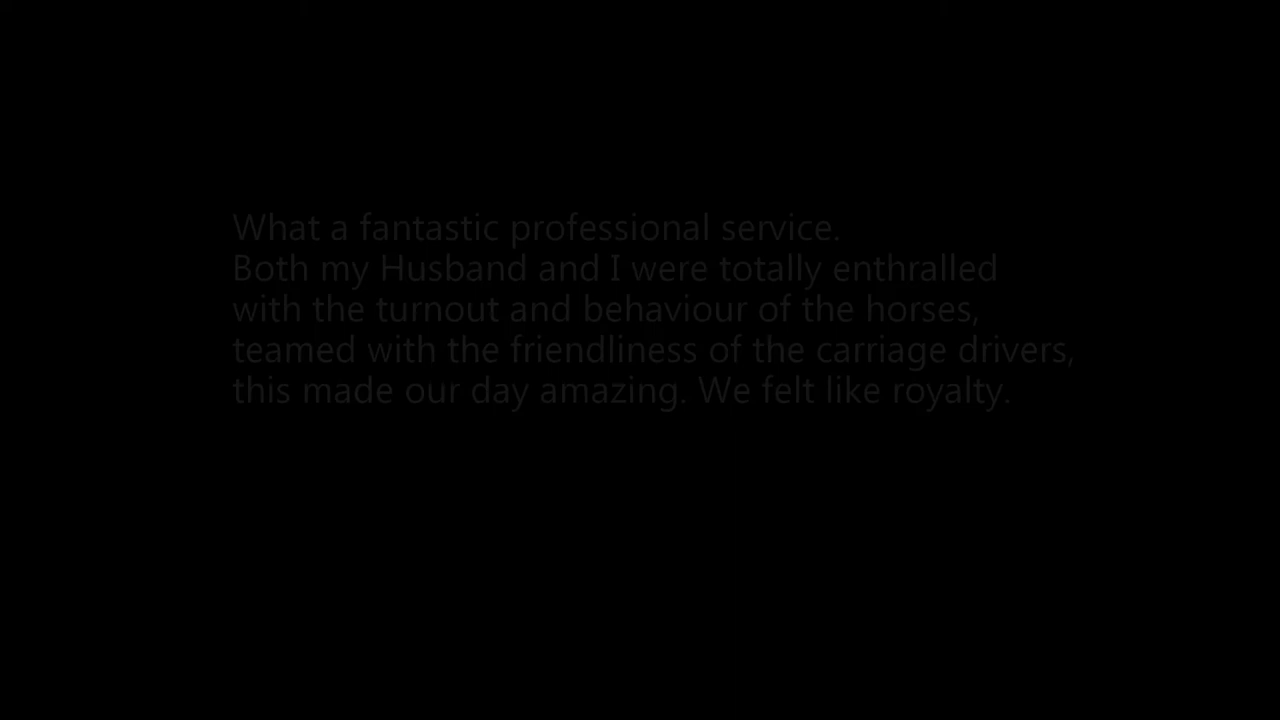 What a fantastic professional service.
Both my Husband and I were totally enthralled
with the turnout and behaviour of the horses,
teamed with the friendliness of the carriage drivers,
this made our day amazing. We felt like royalty.